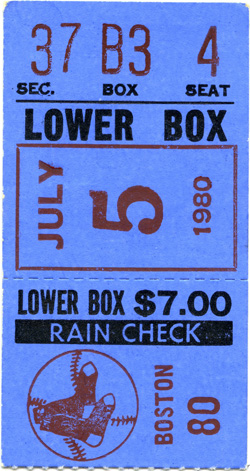 37 B3 4
SEC. BOX SEAT
LOWER BOX
JULY
5
1980
LOWER BOX $7.00
RAIN CHECK
BOSTON
80